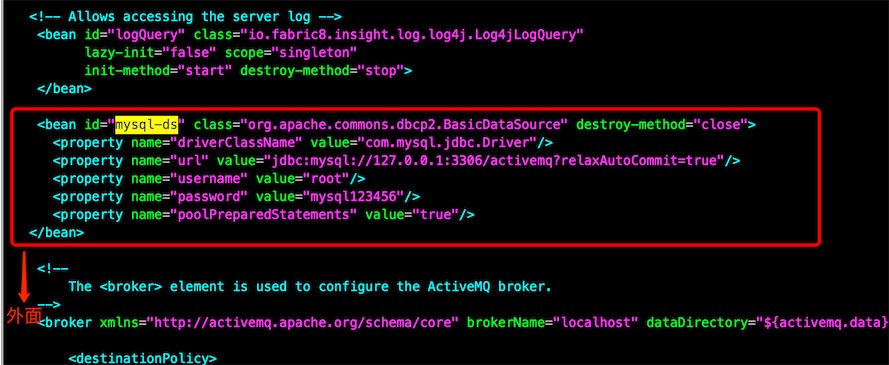 <!-- Allows accessing the server log -->
<bean id="logQuery" class="io.fabric8.insight.log.log4j.Log4jLogQuery"
lazy-init="false" scope="singleton"
init-method="start" destroy-method="stop">
</bean>
<bean id="mysql-ds" class="org.apache.commons.dbcp2.BasicDataSource" destroy-method="close">
<property name="driverClassName" value="com.mysql.jdbc.Driver"/>
<property name="url" value="jdbc:mysql://127.0.0.1:3306/activemq?relaxAutoCommit=true"/>
<property name="username" value="root"/>
<property name="password" value="mysql123456"/>
<property name="poolPreparedStatements" value="true"/>
</bean>
<!--
The <broker> element is used to configure the ActiveMQ broker.
-->
外面
<broker xmlns="http://activemq.apache.org/schema/core" brokerName="localhost" dataDirectory="${activemq.data}
<destinationPolicy>